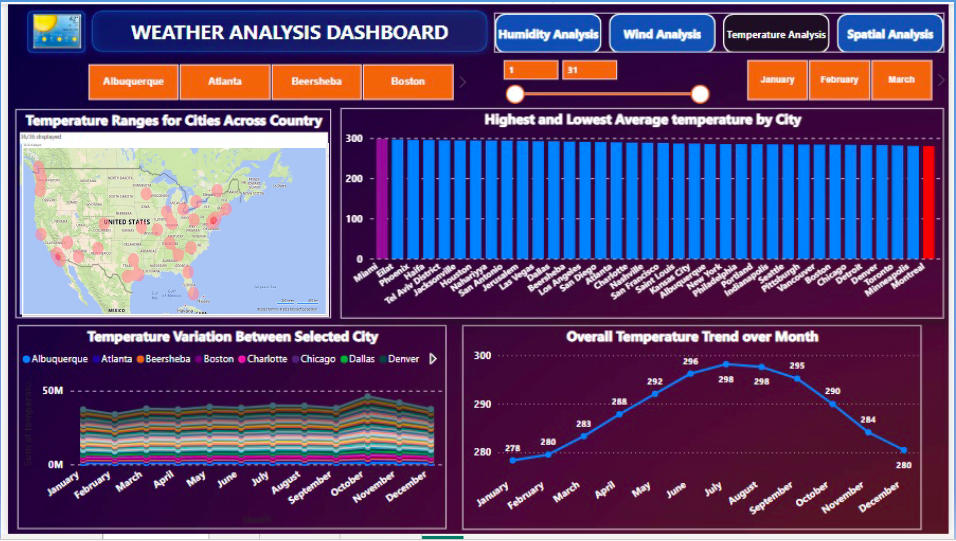 WEATHER ANALYSIS DASHBOARD
Humidity Analysis
Wind Analysis
Temperature Analysis
Spatial Analysis
Albuquerque
Atlanta
Beersheba
Boston
1
31
January
February
March
Temperature Ranges for Cities Across Country
36/36 displayed
UNITED STATES
MEXICO
Havana
Highest and Lowest Average temperature by City
300
200
100
0
Miami
Eilat
Phoenix
Haifa
Tel Aviv District
Jacksonville
Houston
Nahariyya
San Antonio
Jerusalem
Las Vegas
Dallas
Beersheba
Los Angeles
San Diego
Atlanta
Charlotte
Nashville
San Francisco
Saint Louis
Kansas City
Albuquerque
New York
Philadelphia
Portland
Indianapolis
Seattle
Pittsburgh
Vancouver
Boston
Chicago
Detroit
Denver
Toronto
Minneapolis
Montreal
Temperature Variation Between Selected City
Albuquerque Atlanta Beersheba Boston Charlotte Chicago Dallas Denver
50M
0M
January
February
March
April
May
June
July
August
September
October
November
December
Overall Temperature Trend over Month
300
290
280
278
280
283
288
292
296
298
298
295
290
284
280
January
February
March
April
May
June
July
August
September
October
November
December